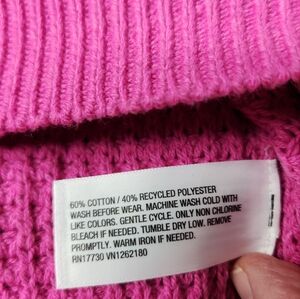 60% COTTON / 40% RECYCLED POLYESTER
WASH BEFORE WEAR. MACHINE WASH COLD WITH
LIKE COLORS. GENTLE CYCLE. ONLY NON CHLORINE
BLEACH IF NEEDED. TUMBLE DRY LOW. REMOVE
PROMPTLY. WARM IRON IF NEEDED.
RN17730 VN1262180